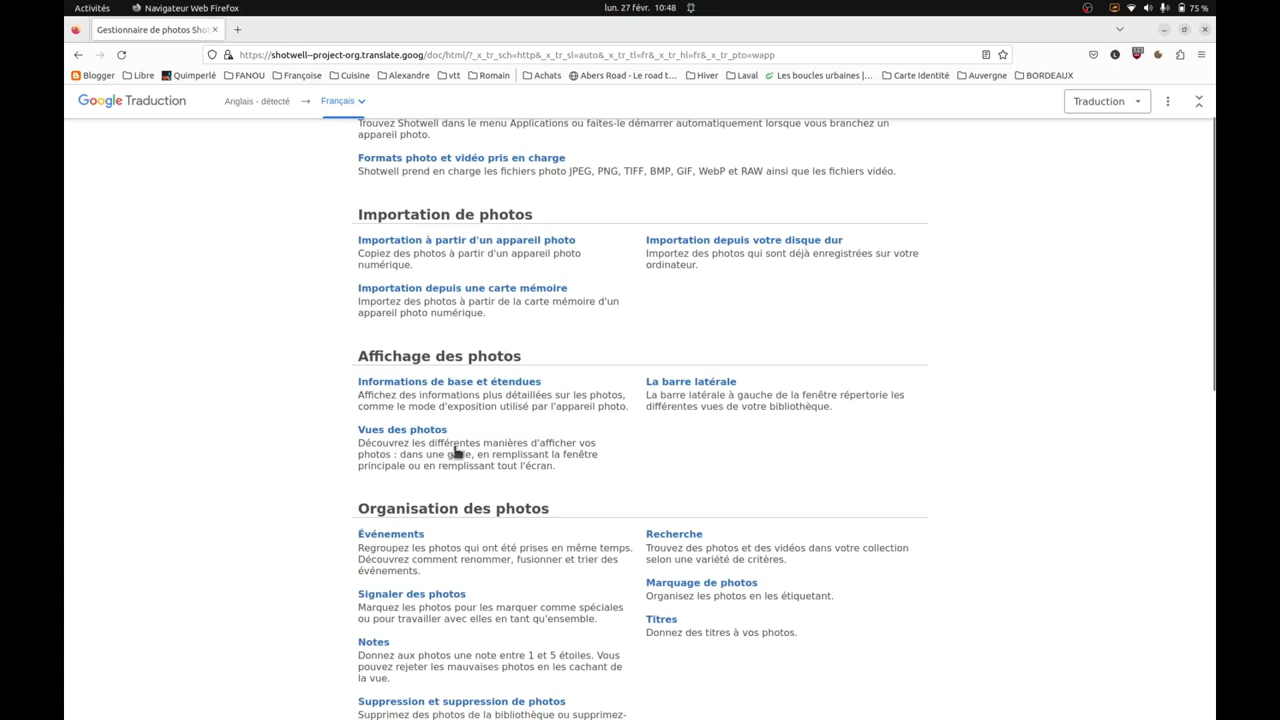 Activités
Navigateur Web Firefox
lun. 27 févr. 10:48
75 %
Gestionnaire de photos Sho
https://shotwell--project-org.translate.goog/doc/html/?_x_tr_sch=http&_x_tr_sl=auto&_x_tr_tl=fr&_x_tr_hl=fr&_x_tr_pto=wapp
Blogger Libre Quimperlé FANOU Françoise Cuisine Alexandre vtt Romain Achats Abers Road - Le road t… Hiver Laval Les boucles urbaines |… Carte Identité Auvergne BORDEAUX
Google Traduction
Anglais - détecté
Français
Traduction
Trouvez Shotwell dans le menu Applications ou faites-le démarrer automatiquement lorsque vous branchez un
appareil photo.
Formats photo et vidéo pris en charge
Shotwell prend en charge les fichiers photo JPEG, PNG, TIFF, BMP, GIF, WebP et RAW ainsi que les fichiers vidéo.
Importation de photos
Importation à partir d'un appareil photo
Copiez des photos à partir d'un appareil photo
numérique.
Importation depuis une carte mémoire
Importez des photos à partir de la carte mémoire d'un
appareil photo numérique.
Importation depuis votre disque dur
Importez des photos qui sont déjà enregistrées sur votre
ordinateur.
Affichage des photos
Informations de base et étendues
Affichez des informations plus détaillées sur les photos,
comme le mode d'exposition utilisé par l'appareil photo.
Vues des photos
Découvrez les différentes manières d'afficher vos
photos : dans une grille, en remplissant la fenêtre
principale ou en remplissant tout l'écran.
La barre latérale
La barre latérale à gauche de la fenêtre répertorie les
différentes vues de votre bibliothèque.
Organisation des photos
Événements
Regroupez les photos qui ont été prises en même temps.
Découvrez comment renommer, fusionner et trier des
événements.
Signaler des photos
Marquez les photos pour les marquer comme spéciales
ou pour travailler avec elles en tant qu'ensemble.
Notes
Donnez aux photos une note entre 1 et 5 étoiles. Vous
pouvez rejeter les mauvaises photos en les cachant de
la vue.
Suppression et suppression de photos
Supprimez des photos de la bibliothèque ou supprimez-
Recherche
Trouvez des photos et des vidéos dans votre collection
selon une variété de critères.
Marquage de photos
Organisez les photos en les étiquetant.
Titres
Donnez des titres à vos photos.